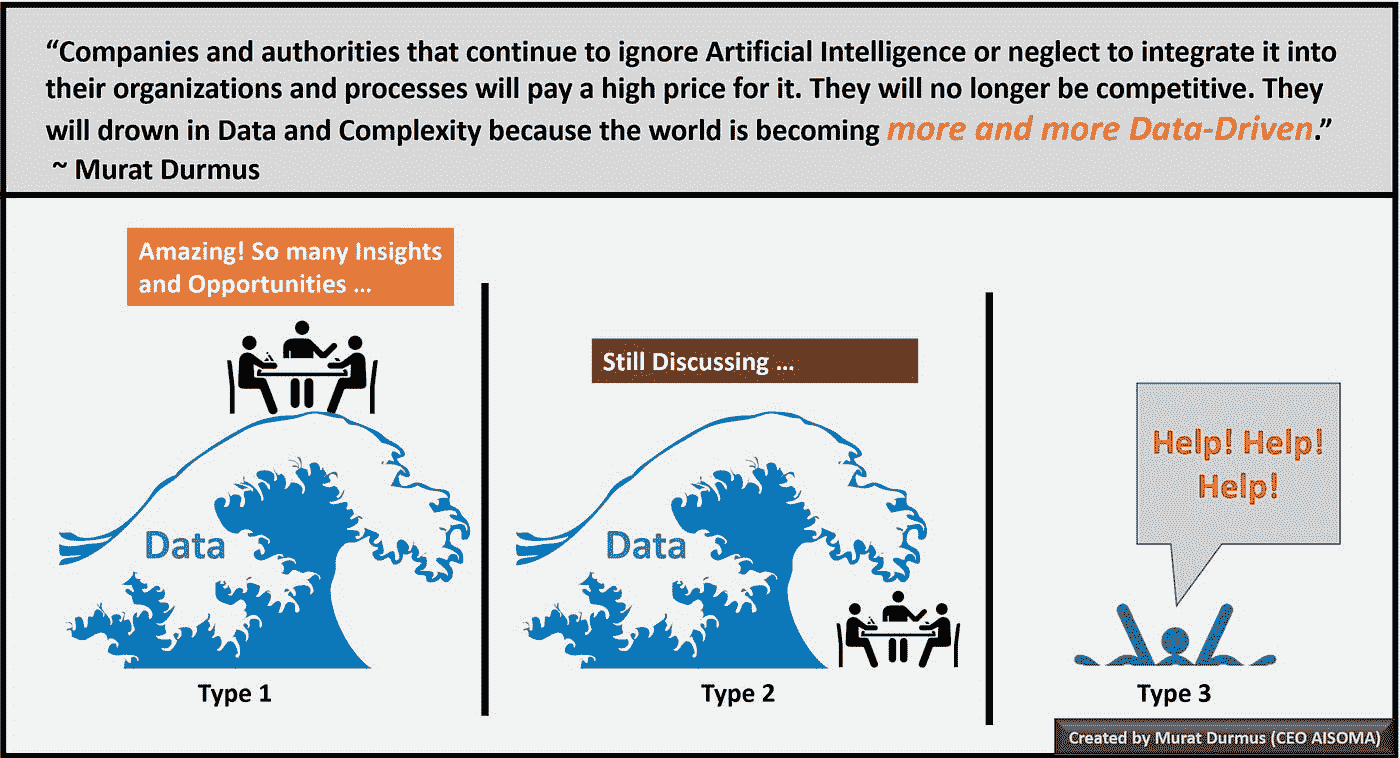 “Companies and authorities that continue to ignore Artificial Intelligence or neglect to integrate it into
their organizations and processes will pay a high price for it. They will no longer be competitive. They
will drown in Data and Complexity because the world is becoming more and more Data-Driven.”
~ Murat Durmus
Amazing! So many Insights
and Opportunities ...
Data
Type 1
Still Discussing ...
Data
Type 2
Help! Help!
Help!
Type 3
Created by Murat Durmus (CEO AISOMA)